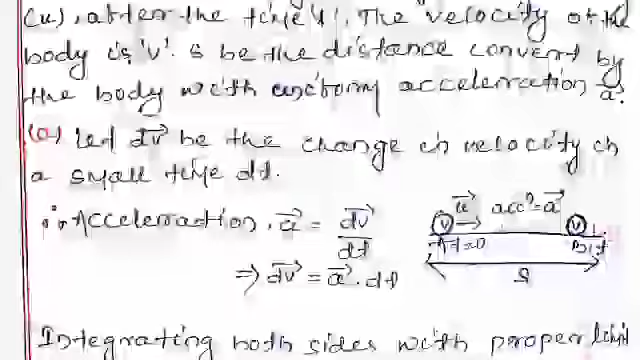 (u), after the time 't'. The velocity of the
body is 'v'. s be the distance convert by
the body with uniform acceleration a⃗.
(a) Let dv⃗ be the change in velocity in
a small time dt.
∴ Acceleration, a⃗ = dv⃗/dt
⇒ dv⃗ = a⃗. dt
u⃗ accⁿ = a⃗
A t=0 B, t
S
Integrating both sides with proper limit